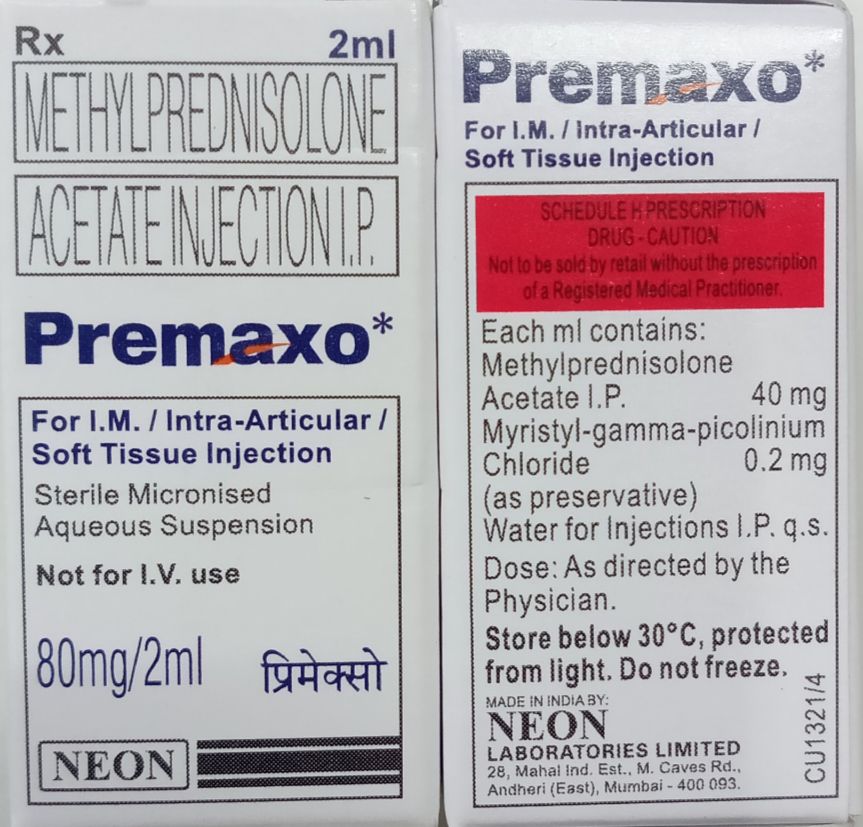 Rx 2ml
METHYLPREDNISOLONE
ACETATE INJECTION I.P.
Premaxo*
For I.M. / Intra-Articular /
Soft Tissue Injection
Sterile Micronised
Aqueous Suspension
Not for I.V. use
80mg/2ml प्रिमेक्सो
NEON
Premaxo*
For I.M. / Intra-Articular /
Soft Tissue Injection
SCHEDULE H PRESCRIPTION
DRUG - CAUTION
Not to be sold by retail without the prescription
of a Registered Medical Practitioner.
Each ml contains:
Methylprednisolone
Acetate I.P. 40 mg
Myristyl-gamma-picolinium
Chloride 0.2 mg
(as preservative)
Water for Injections I.P. q.s.
Dose: As directed by the
Physician.
Store below 30°C, protected
from light. Do not freeze.
MADE IN INDIA BY:
NEON
LABORATORIES LIMITED
28, Mahal Ind. Est., M. Caves Rd.,
Andheri (East), Mumbai - 400 093.
CU1321/4